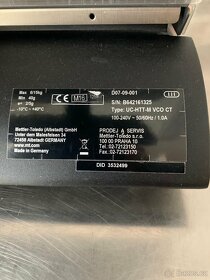 Max 6/15kg
Min 40g
e= 2/5g
-10°C - +40°C
CE M16
D07-09-001
S/N: B642161325
Type: UC-HTT-M VCO CT
100-240V ~ 50/60Hz / 1.0A
Mettler-Toledo (Albstadt) GmbH
Unter dem Malesfelsen 34
72458 Albstadt
GERMANY
www.mt.com
Made in Germany
PRODEJ & SERVIS
Mettler-Toledo s.r.o.
100 00 PRAHA 10
Tel. 02-72123150
Fax 02-72123170
DID 3532499